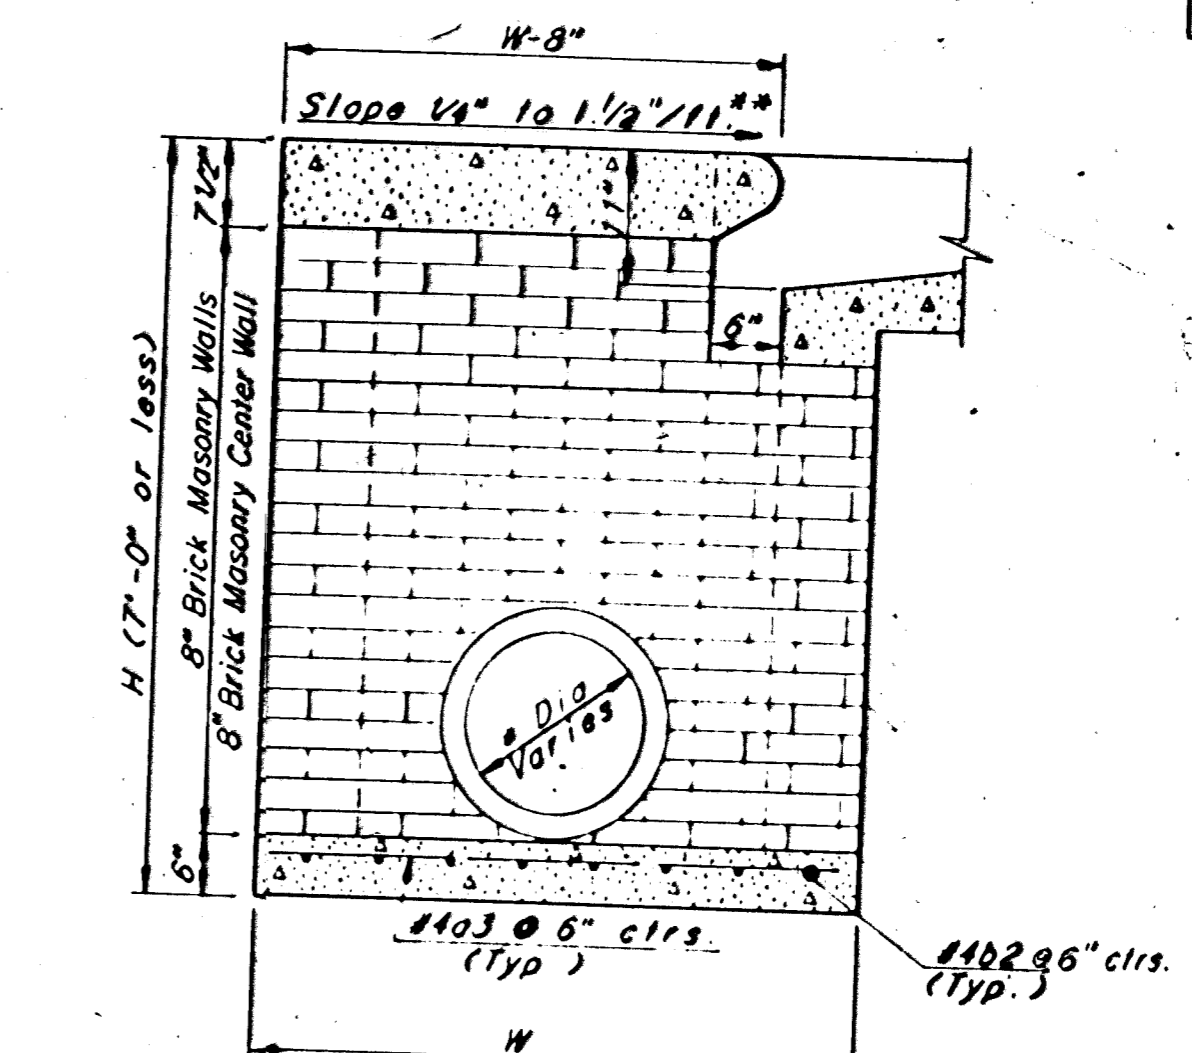 W-8"
Slope 1/4" to 1 1/2"/ft.**
7 1/2"
11"
H (7'-0" or less)
8" Brick Masonry Walls
8" Brick Masonry Center Wall
6"
* Dia
Varies
6"
#4a3 @ 6" ctrs.
(Typ )
#4b2 @ 6" ctrs.
(Typ.)
W